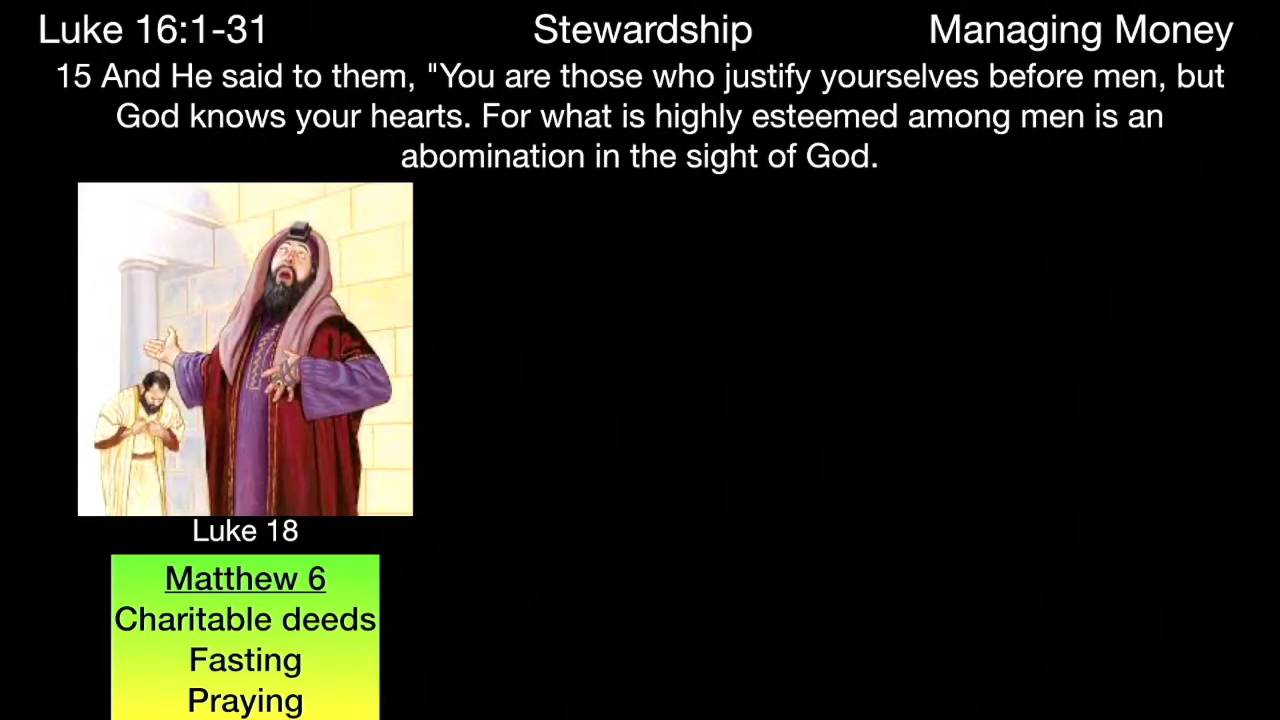 Luke 16:1-31 Stewardship Managing Money
15 And He said to them, "You are those who justify yourselves before men, but
God knows your hearts. For what is highly esteemed among men is an
abomination in the sight of God.
Luke 18
Matthew 6
Charitable deeds
Fasting
Praying